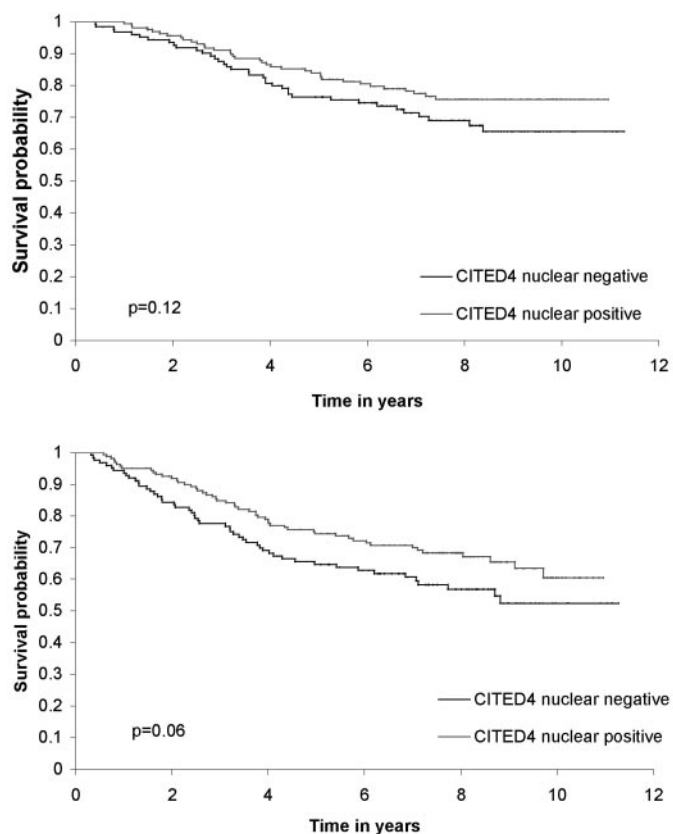 1
0.9
0.8
0.7
0.6
0.5
0.4
0.3
0.2
0.1
0
Survival probability
CITED4 nuclear negative
CITED4 nuclear positive
p=0.12
0 2 4 6 8 10 12
Time in years
1
0.9
0.8
0.7
0.6
0.5
0.4
0.3
0.2
0.1
0
Survival probability
CITED4 nuclear negative
CITED4 nuclear positive
p=0.06
0 2 4 6 8 10 12
Time in years